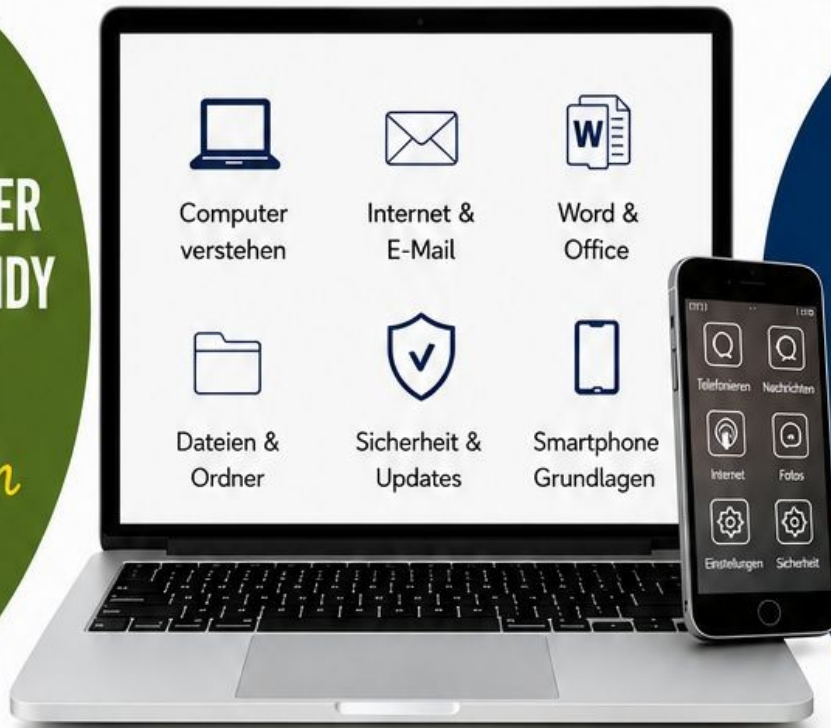 ER
NDY
n
Computer
verstehen
Internet &
E-Mail
W
Word &
Office
Dateien &
Ordner
Sicherheit &
Updates
Smartphone
Grundlagen
Telefonieren
Nachrichten
Internet
Fotos
Einstellungen
Sicherheit